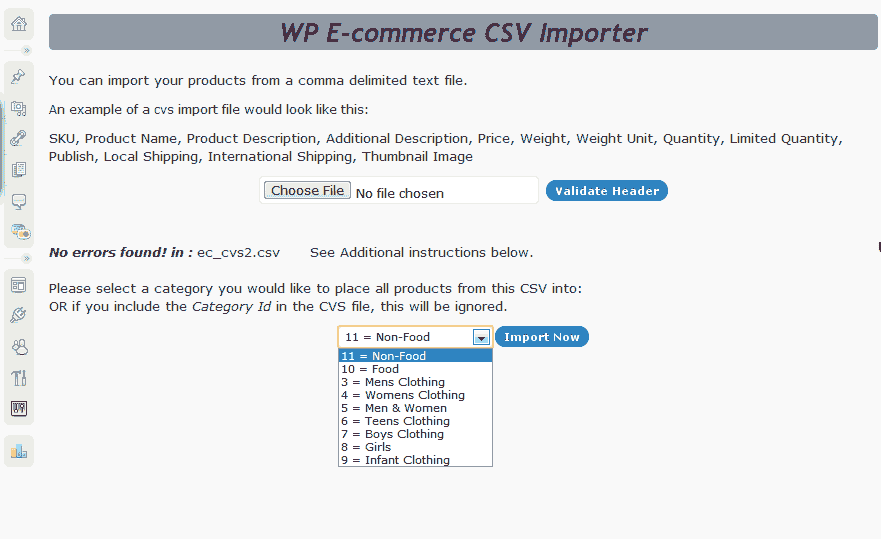 WP E-commerce CSV Importer
You can import your products from a comma delimited text file.
An example of a cvs import file would look like this:
SKU, Product Name, Product Description, Additional Description, Price, Weight, Weight Unit, Quantity, Limited Quantity,
Publish, Local Shipping, International Shipping, Thumbnail Image
Choose File No file chosen Validate Header
No errors found! in : ec_cvs2.csv See Additional instructions below.
Please select a category you would like to place all products from this CSV into:
OR if you include the Category Id in the CVS file, this will be ignored.
11 = Non-Food Import Now
11 = Non-Food
10 = Food
3 = Mens Clothing
4 = Womens Clothing
5 = Men & Women
6 = Teens Clothing
7 = Boys Clothing
8 = Girls
9 = Infant Clothing